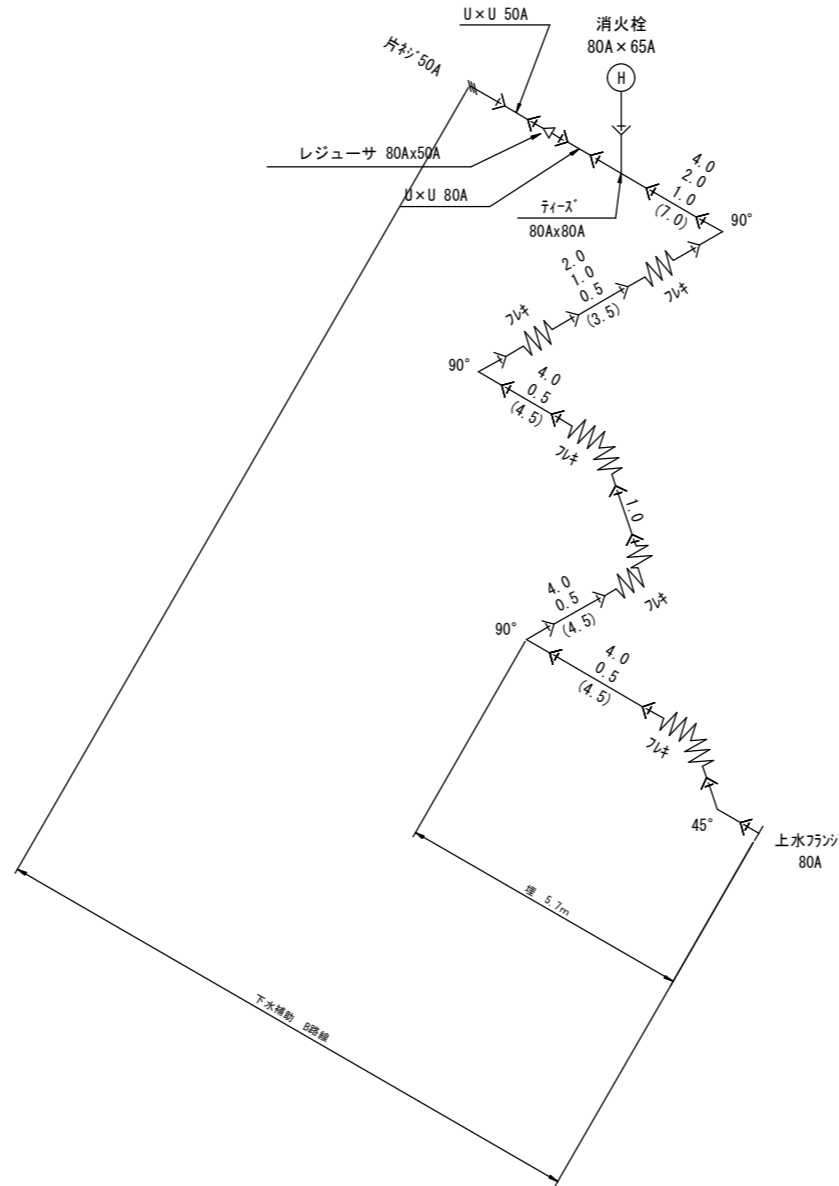 U×U 50A
消火栓
80A×65A
片ﾈｼﾞ50A
H
レジューサ 80Ax50A
U×U 80A
ﾃｨｰｽﾞ
80Ax80A
4.0
2.0
1.0
(7.0)
90°
2.0
1.0
0.5
(3.5)
ﾌﾚｷ
ﾌﾚｷ
90°
4.0
0.5
(4.5)
ﾌﾚｷ
1.0
4.0
0.5
(4.5)
ﾌﾚｷ
90°
4.0
0.5
(4.5)
ﾌﾚｷ
45°
上水ﾌﾗﾝｼﾞ
80A
埋 5.7m
下水補助 B路線